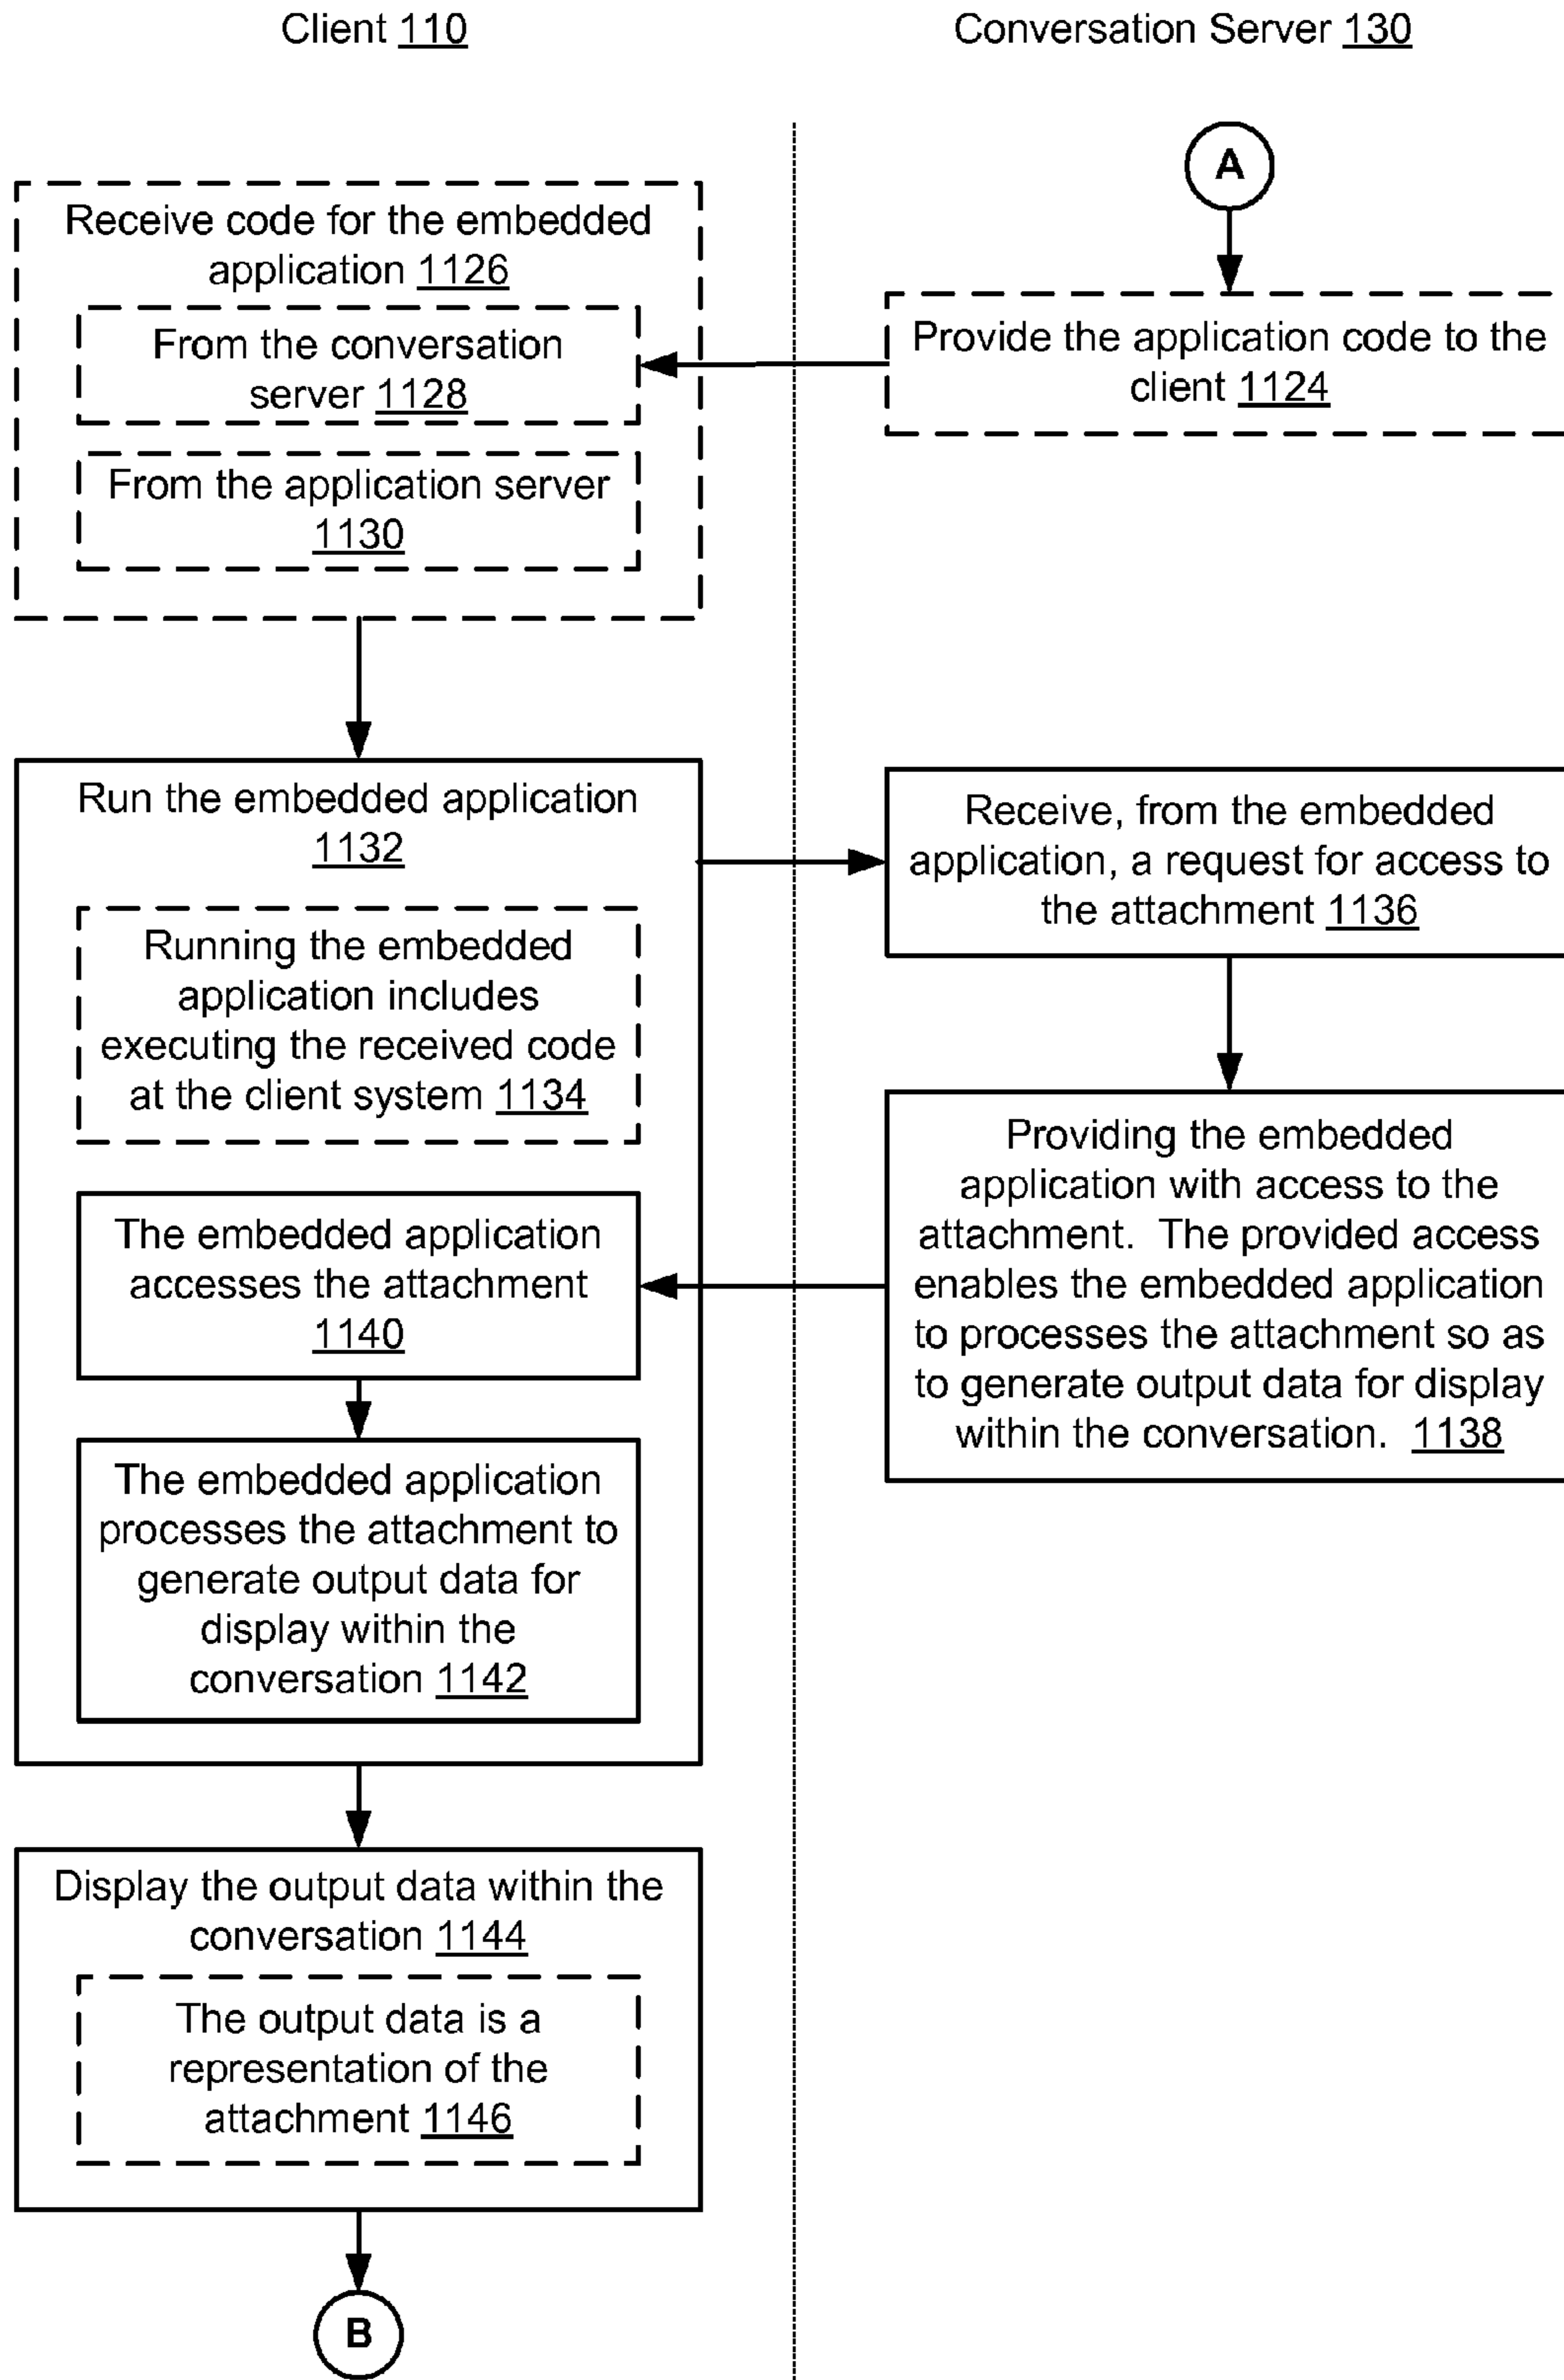 Client 110
Conversation Server 130
A
Receive code for the embedded
application 1126
From the conversation
server 1128
From the application server
1130
Provide the application code to the
client 1124
Run the embedded application
1132
Running the embedded
application includes
executing the received code
at the client system 1134
Receive, from the embedded
application, a request for access to
the attachment 1136
Providing the embedded
application with access to the
attachment.  The provided access
enables the embedded application
to processes the attachment so as
to generate output data for display
within the conversation.  1138
The embedded application
accesses the attachment
1140
The embedded application
processes the attachment to
generate output data for
display within the
conversation 1142
Display the output data within the
conversation 1144
The output data is a
representation of the
attachment 1146
B